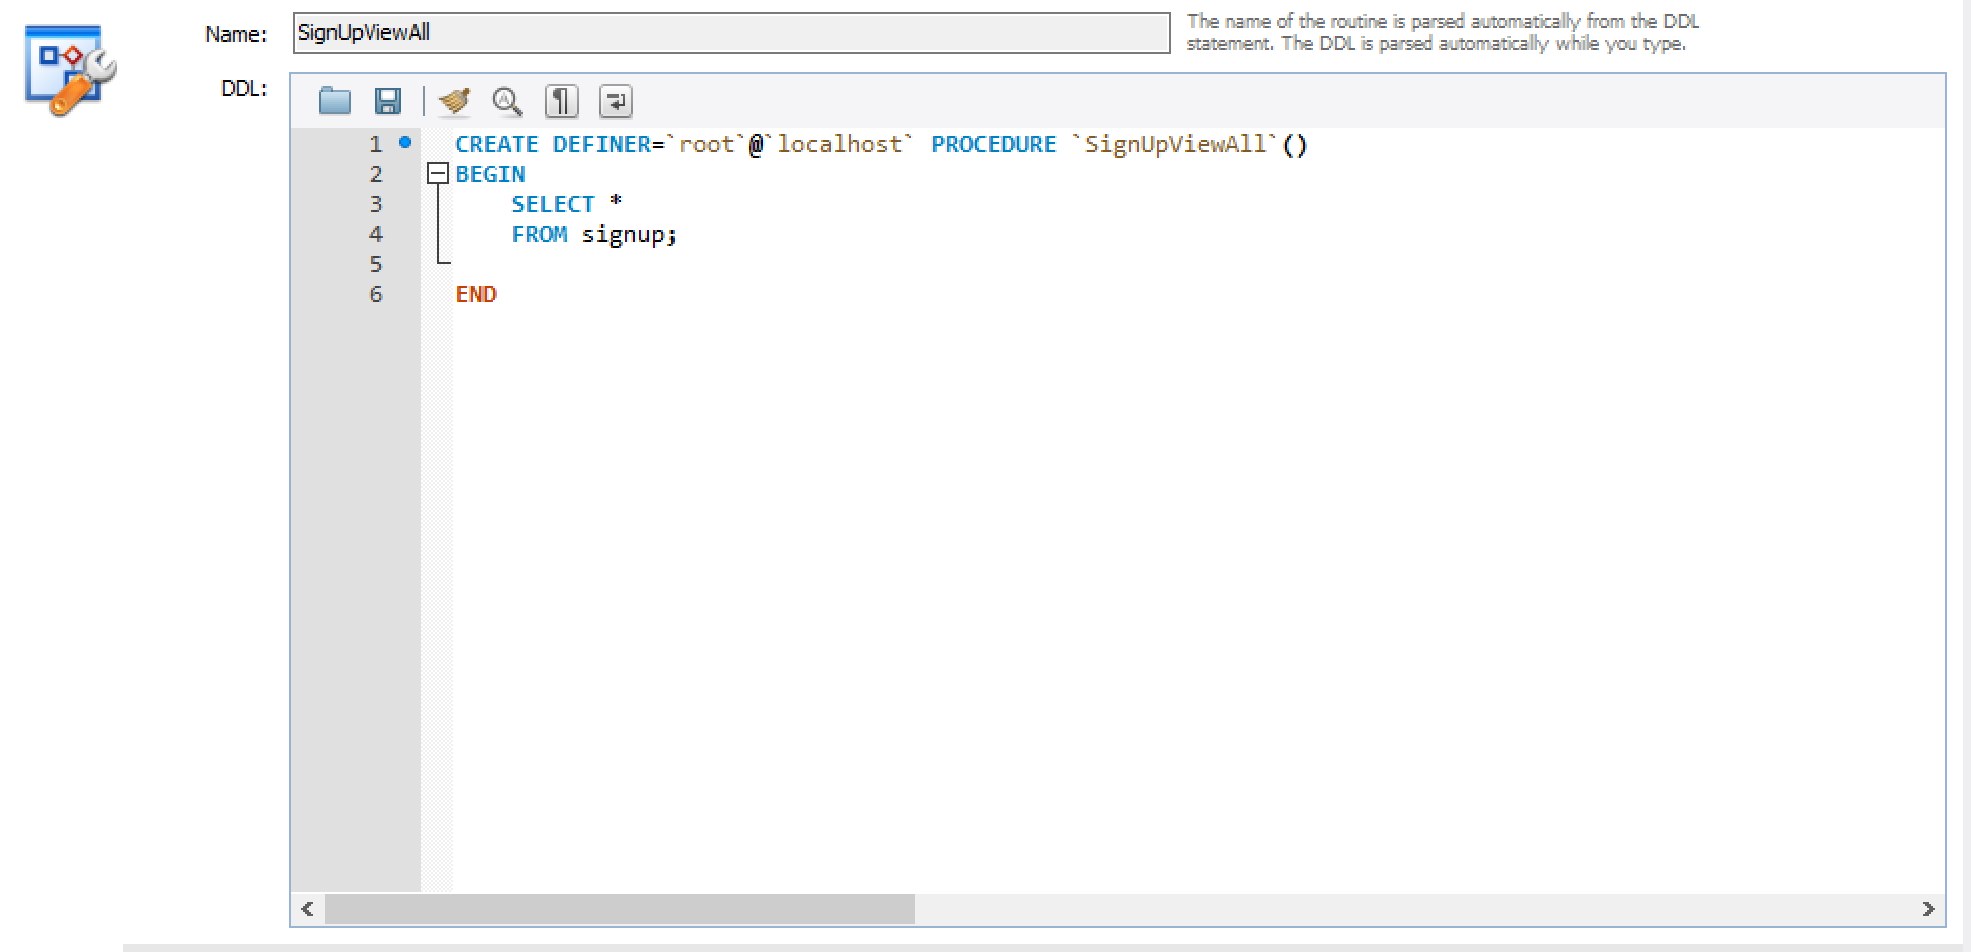 Name:
SignUpViewAll
The name of the routine is parsed automatically from the DDL
statement. The DDL is parsed automatically while you type.
DDL:
1 CREATE DEFINER=`root`@`localhost` PROCEDURE `SignUpViewAll`()
2 BEGIN
3 SELECT *
4 FROM signup;
5
6 END